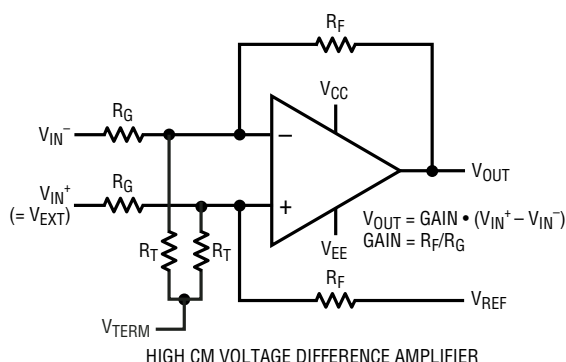 RF
VCC
RG
VIN–
–
VIN+
(= VEXT)
RG
+
VOUT
VOUT = GAIN • (VIN+ – VIN–)
GAIN = RF/RG
RT
RT
VEE
RF
VREF
VTERM
HIGH CM VOLTAGE DIFFERENCE AMPLIFIER